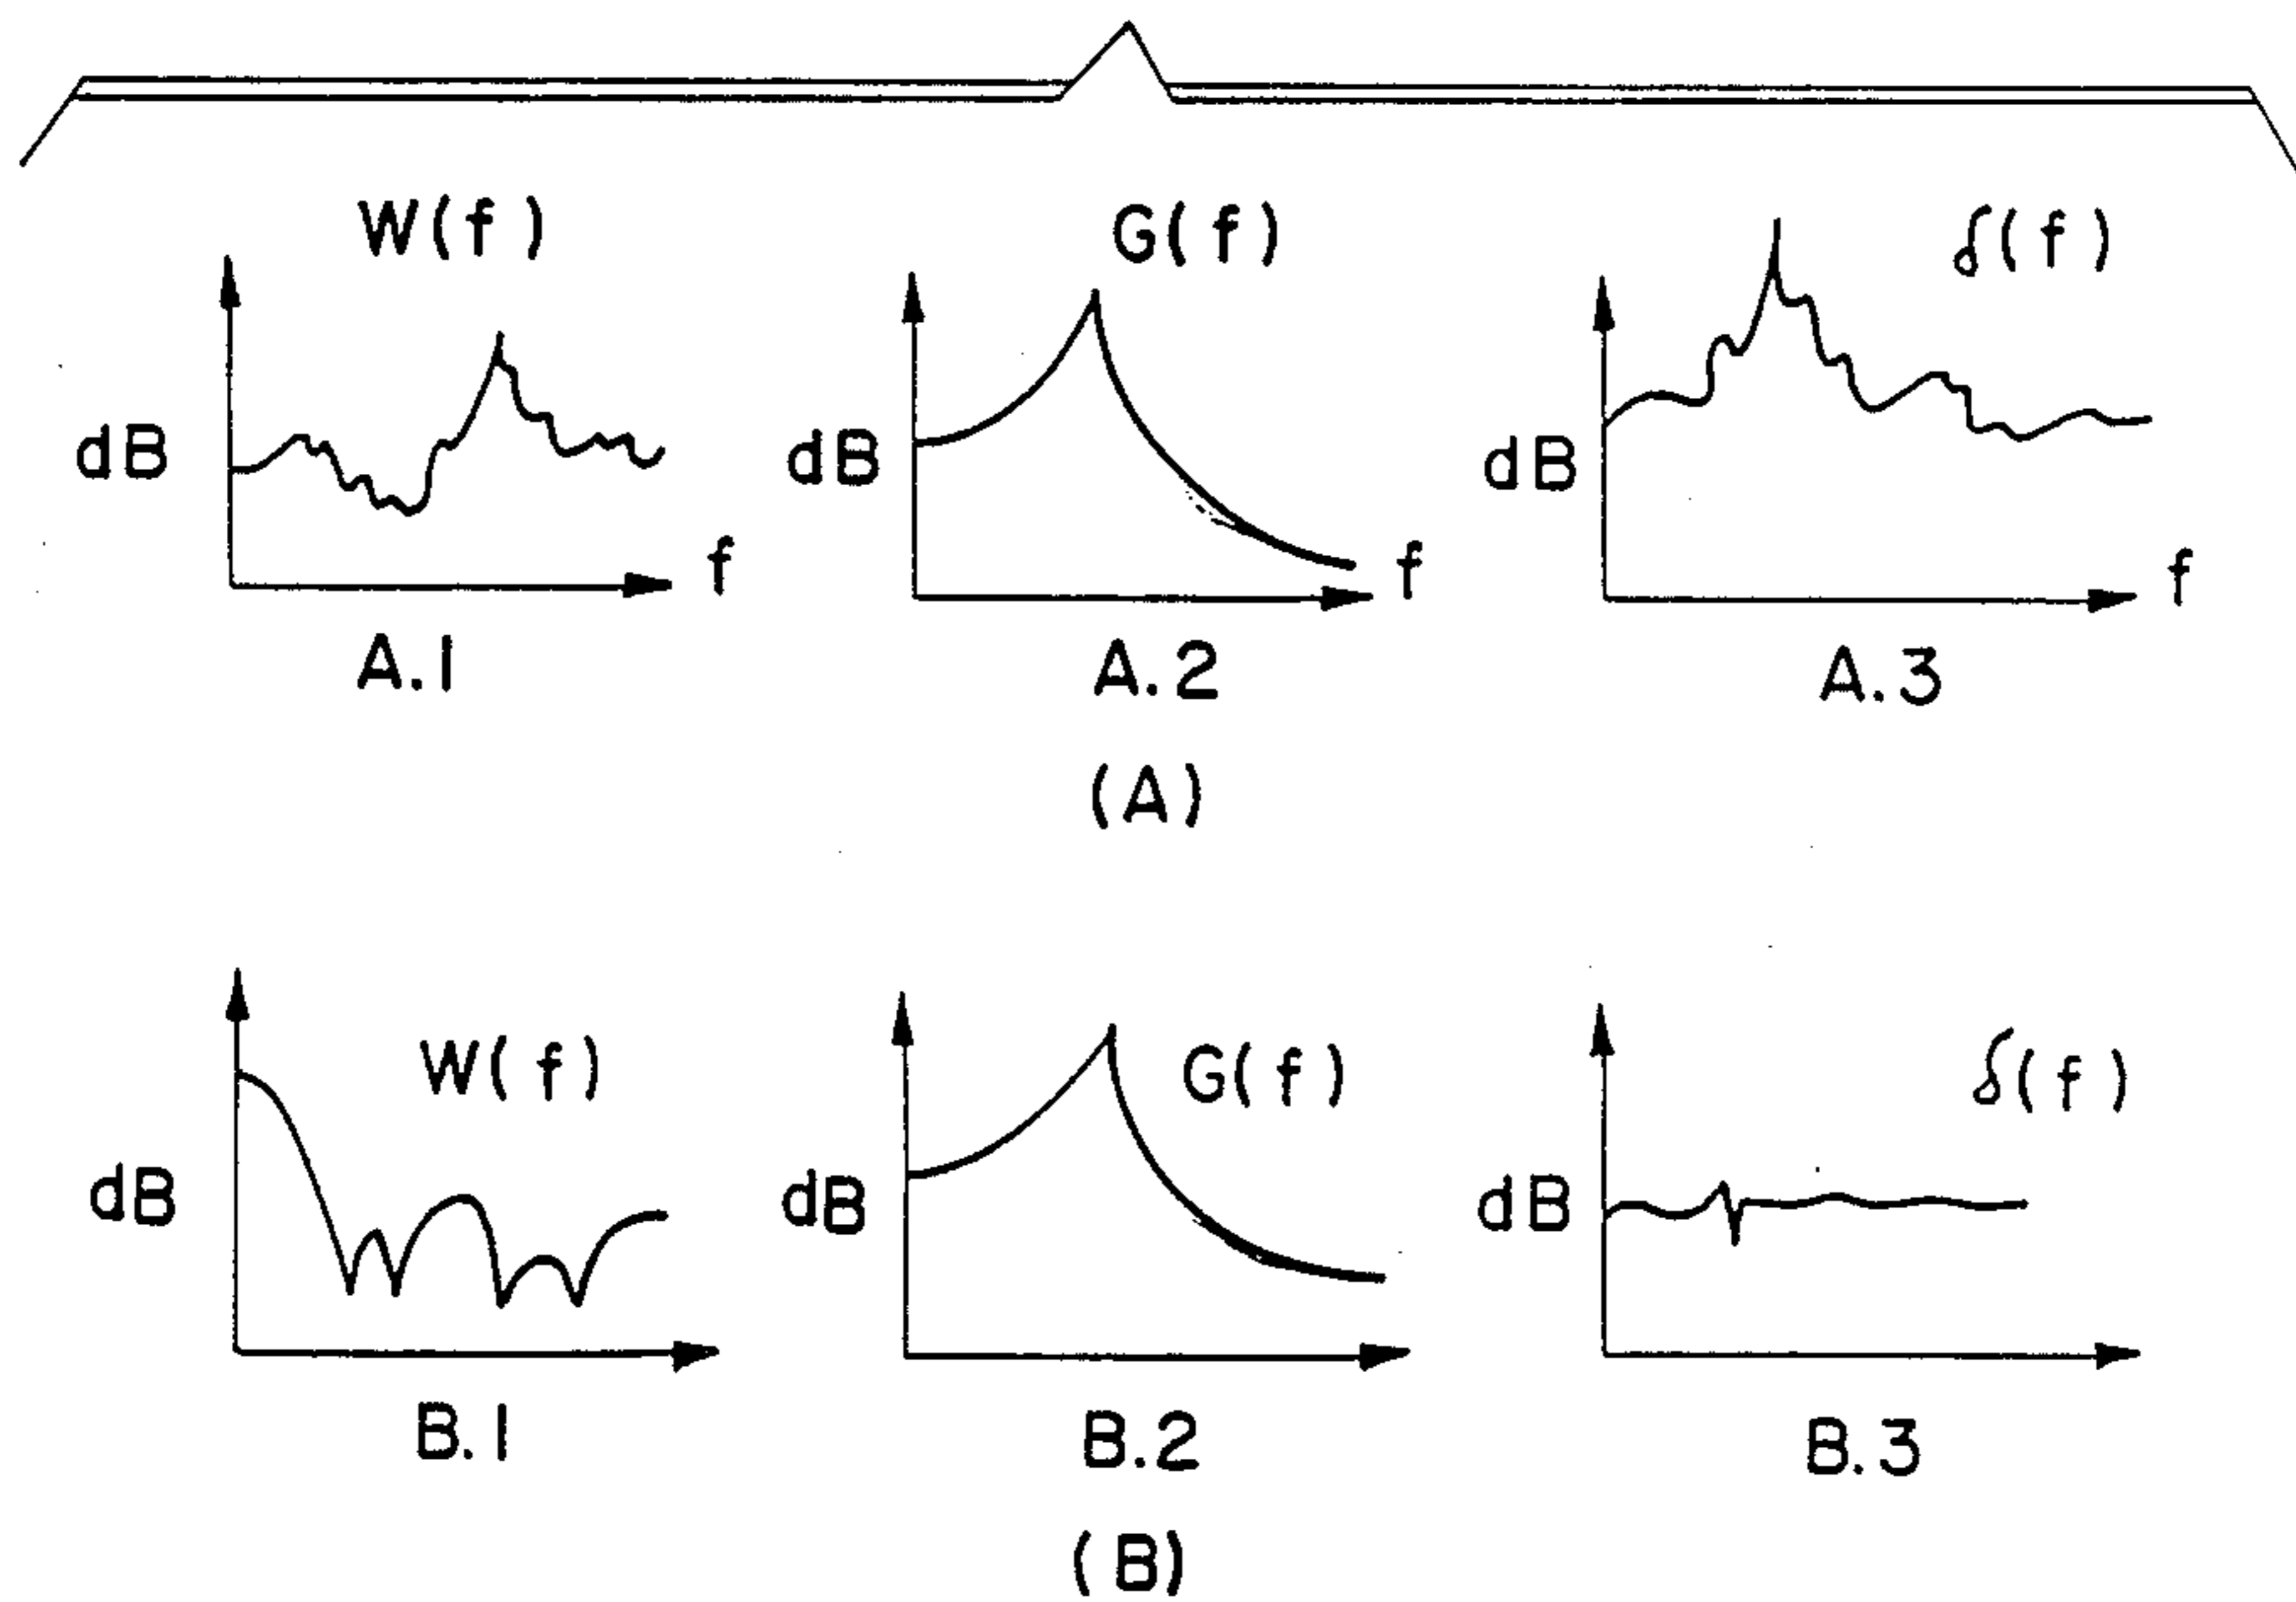 W(f)
G(f)
δ(f)
dB
dB
dB
f
f
f
A.1
A.2
A.3
(A)
W(f)
G(f)
δ(f)
dB
dB
dB
B.1
B.2
B.3
(B)